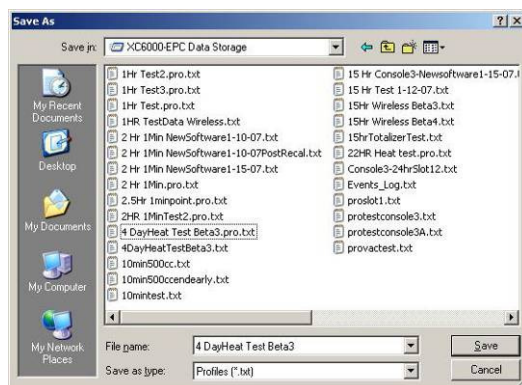 Save As
Save in:
XC6000-EPC Data Storage
My Recent
Documents
Desktop
My Documents
My Computer
My Network
Places
1Hr Test2.pro.txt
1Hr Test3.pro.txt
1Hr Test.pro.txt
1HR TestData Wireless.txt
2 Hr 1Min NewSoftware1-10-07.txt
2 Hr 1Min NewSoftware1-10-07PostRecal.txt
2 Hr 1Min NewSoftware1-15-07.txt
2 Hr 1Min.pro.txt
2.5Hr 1minpoint.pro.txt
2HR 1MinTest2.pro.txt
4 DayHeat Test Beta3.pro.txt
4DayHeatTestBeta3.txt
10min500cc.txt
10min500ccendearly.txt
10mintest.txt
15 Hr Console3-Newsoftware1-15-07.
15 Hr Test 1-12-07.txt
15Hr Wireless Beta3.txt
15Hr Wireless Beta4.txt
15hrTotalizerTest.txt
22HR Heat test.pro.txt
Console3-24hrSlot12.txt
Events_Log.txt
proslot1.txt
protestconsole3.txt
protestconsole3A.txt
provactest.txt
File name:
4 DayHeat Test Beta3
Save
Save as type:
Profiles (*.txt)
Cancel